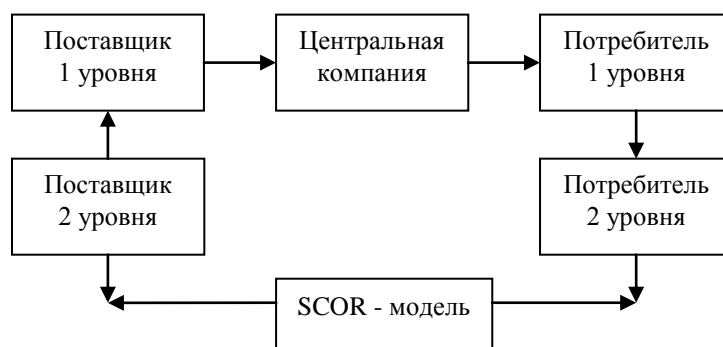 Поставщик
1 уровня
Центральная
компания
Потребитель
1 уровня
Поставщик
2 уровня
Потребитель
2 уровня
SCOR - модель